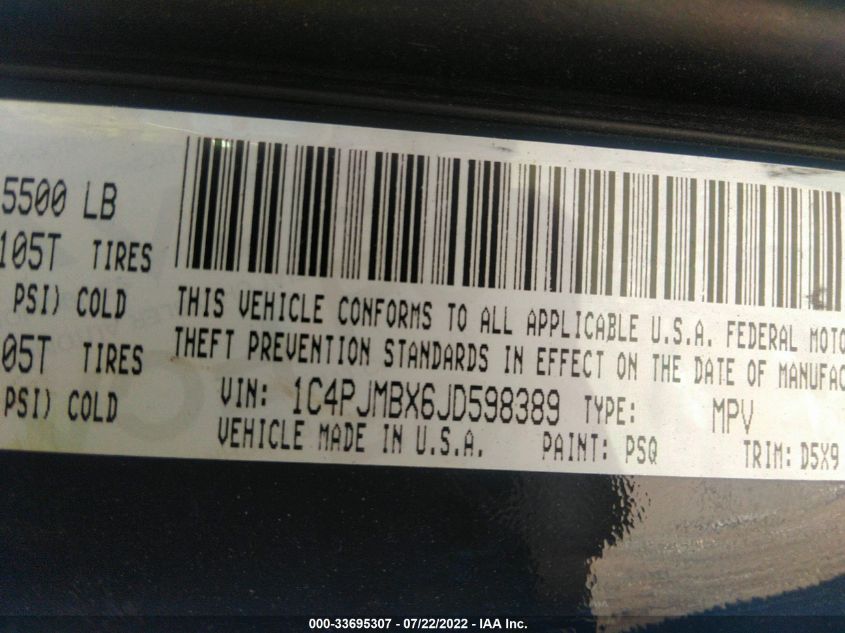 5500 LB
105T TIRES
PSI) COLD
05T TIRES
PSI) COLD
THIS VEHICLE CONFORMS TO ALL APPLICABLE U.S.A. FEDERAL MOTO
THEFT PREVENTION STANDARDS IN EFFECT ON THE DATE OF MANUFAC
VIN: 1C4PJMBX6JD598389 TYPE: MPV
VEHICLE MADE IN U.S.A. PAINT: PSQ TRIM: D5X9
000-33695307 - 07/22/2022 - IAA Inc.